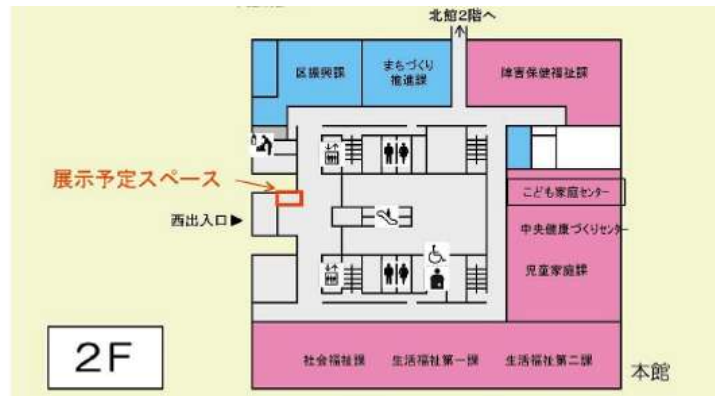 北館2階へ
区振興課
まちづくり
推進課
障害保健福祉課
展示予定スペース
こども家庭センター
西出入口▶
中央健康づくりセンター
児童家庭課
2F
社会福祉課
生活福祉第一課
生活福祉第二課
本館